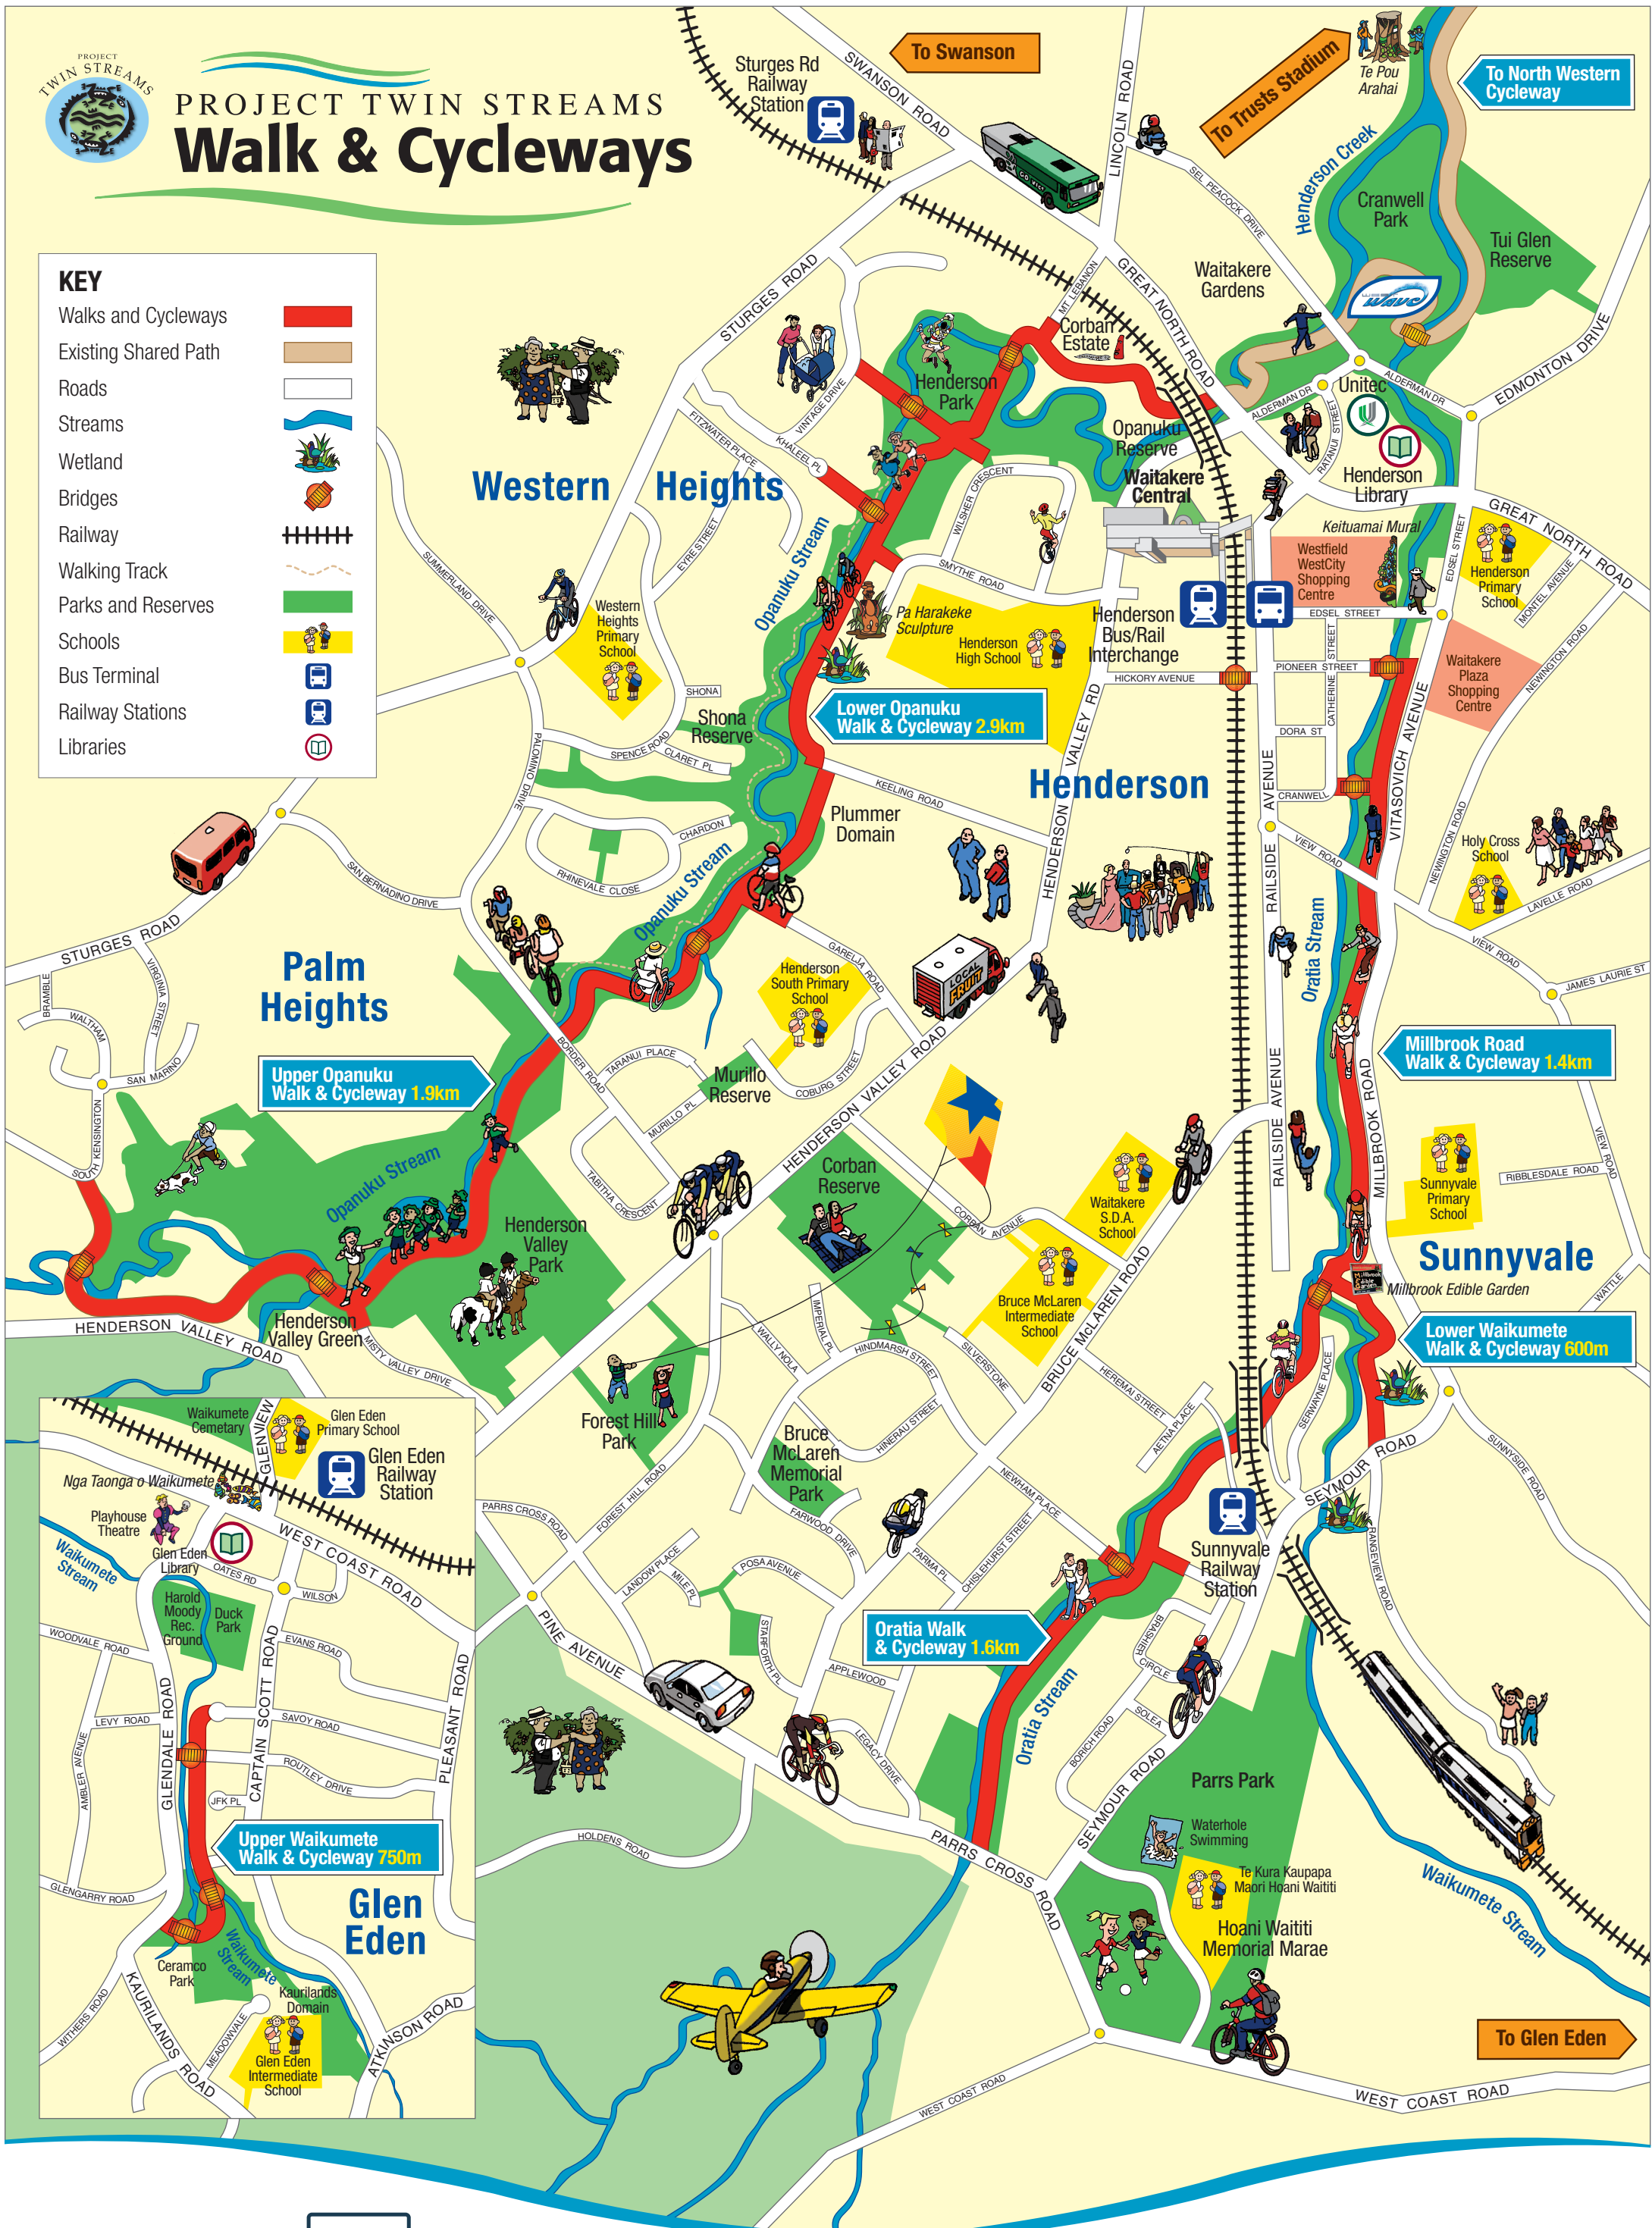 PROJECT
TWIN STREAMS
PROJECT TWIN STREAMS
Walk & Cycleways
KEY
Walks and Cycleways
Existing Shared Path
Roads
Streams
Wetland
Bridges
Railway
Walking Track
Parks and Reserves
Schools
Bus Terminal
Railway Stations
Libraries
To Swanson
To Trusts Stadium
Te Pou
Arahai
To North Western
Cycleway
Sturges Rd
Railway
Station
SWANSON ROAD
LINCOLN ROAD
GO WEST
SEL PEACOCK DRIVE
Henderson Creek
Cranwell
Park
Tui Glen
Reserve
Waitakere
Gardens
WAVE
GREAT NORTH ROAD
MT LEBANON
Corban
Estate
STURGES ROAD
VINTAGE DRIVE
KHALEEL PL
FITZWATER PLACE
Henderson
Park
Opanuku
Reserve
ALDERMAN DR
ALDERMAN DR
EDMONTON DRIVE
Unitec
RATANUI STREET
Henderson
Library
Western Heights
EYRE STREET
WILSHER CRESCENT
SMYTHE ROAD
Waitakere
Central
Keituamai Mural
Westfield
WestCity
Shopping
Centre
EDSEL STREET
EDSEL STREET
GREAT NORTH ROAD
Henderson
Primary
School
MONTEL AVENUE
NEWINGTON ROAD
SUMMERLAND DRIVE
Western
Heights
Primary
School
Opanuku Stream
Pa Harakeke
Sculpture
Henderson
High School
Henderson
Bus/Rail
Interchange
HICKORY AVENUE
PIONEER STREET
CATHERINE STREET
DORA ST
CRANWELL
Waitakere
Plaza
Shopping
Centre
VITASOVICH AVENUE
SHONA
Shona
Reserve
SPENCE ROAD
CLARET PL
PALOMINO DRIVE
Lower Opanuku
Walk & Cycleway 2.9km
KEELING ROAD
Henderson
HENDERSON VALLEY RD
RAILSIDE AVENUE
VIEW ROAD
NEWINGTON ROAD
Holy Cross
School
LAVELLE ROAD
VIEW ROAD
JAMES LAURIE ST
Plummer
Domain
CHARDON
RHINEVALE CLOSE
Opanuku Stream
SAN BERNADINO DRIVE
STURGES ROAD
BRAMBLE
VIRGINIA STREET
WALTHAM
SAN MARINO
SOUTH KENSINGTON
Palm
Heights
GARELJA ROAD
Henderson
South Primary
School
LOCAL
FRUIT
Oratia Stream
Millbrook Road
Walk & Cycleway 1.4km
Upper Opanuku
Walk & Cycleway 1.9km
BORDER ROAD
TARANUI PLACE
Murillo
Reserve
MURILLO PL
COBURG STREET
TABITHA CRESCENT
HENDERSON VALLEY ROAD
Corban
Reserve
CORBAN AVENUE
Waitakere
S.D.A.
School
RAILSIDE AVENUE
MILLBROOK ROAD
Sunnyvale
Primary
School
RIBBLESDALE ROAD
VIEW ROAD
Sunnyvale
WATTLE
Millbrook Edible Garden
Opanuku Stream
Henderson
Valley
Park
Henderson
Valley Green
HENDERSON VALLEY ROAD
MISTY VALLEY DRIVE
Bruce McLaren
Intermediate
School
BRUCE McLAREN ROAD
IMPERIAL PL
WALLY NOLA
HINDMARSH STREET
SILVERSTONE
HEREMAI STREET
AETNA PLACE
SERWAYNE PLACE
Lower Waikumete
Walk & Cycleway 600m
Forest Hill
Park
Bruce
McLaren
Memorial
Park
HINERAU STREET
NEWHAM PLACE
SEYMOUR ROAD
SUNNYSIDE ROAD
RANGEVIEW ROAD
PARRS CROSS ROAD
FOREST HILL ROAD
FARWOOD DRIVE
LANDOW PLACE
MILE PL
POSA AVENUE
PARMA PL
CHISLEHURST STREET
Sunnyvale
Railway
Station
Oratia Walk
& Cycleway 1.6km
STARFORTH PL
APPLEWOOD
BRASHIER
CIRCLE
SOLEA
BORICH ROAD
SEYMOUR ROAD
Oratia Stream
PINE AVENUE
LEGACY DRIVE
HOLDENS ROAD
PARRS CROSS ROAD
Parrs Park
Waterhole
Swimming
Te Kura Kaupapa
Maori Hoani Waititi
Hoani Waititi
Memorial Marae
Waikumete Stream
To Glen Eden
WEST COAST ROAD
WEST COAST ROAD
Waikumete
Cemetary
GLENVIEW
Glen Eden
Primary School
Glen Eden
Railway
Station
Nga Taonga o Waikumete
Playhouse
Theatre
Glen Eden
Library
WEST COAST ROAD
OATES RD
WILSON
Waikumete
Stream
Harold
Moody
Rec.
Ground
Duck
Park
WOODVALE ROAD
EVANS ROAD
LEVY ROAD
SAVOY ROAD
AMBLER AVENUE
GLENDALE ROAD
CAPTAIN SCOTT ROAD
PLEASANT ROAD
ROUTLEY DRIVE
JFK PL
Upper Waikumete
Walk & Cycleway 750m
GLENGARRY ROAD
Glen
Eden
Ceramco
Park
Waikumete
Stream
Kaurilands
Domain
WITHERS ROAD
KAURILANDS ROAD
MEADOWVALE
Glen Eden
Intermediate
School
ATKINSON ROAD